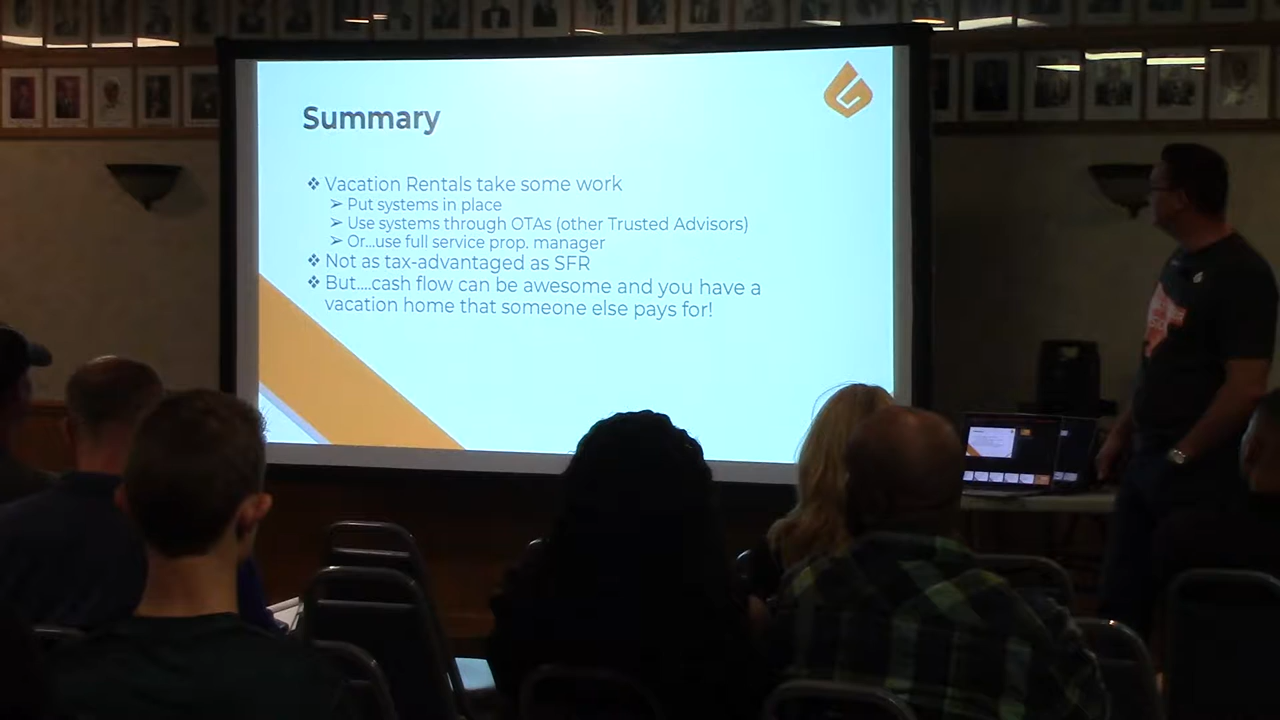 Summary
❖ Vacation Rentals take some work
➢ Put systems in place
➢ Use systems through OTAs (other Trusted Advisors)
➢ Or...use full service prop. manager
❖ Not as tax-advantaged as SFR
❖ But....cash flow can be awesome and you have a
vacation home that someone else pays for!